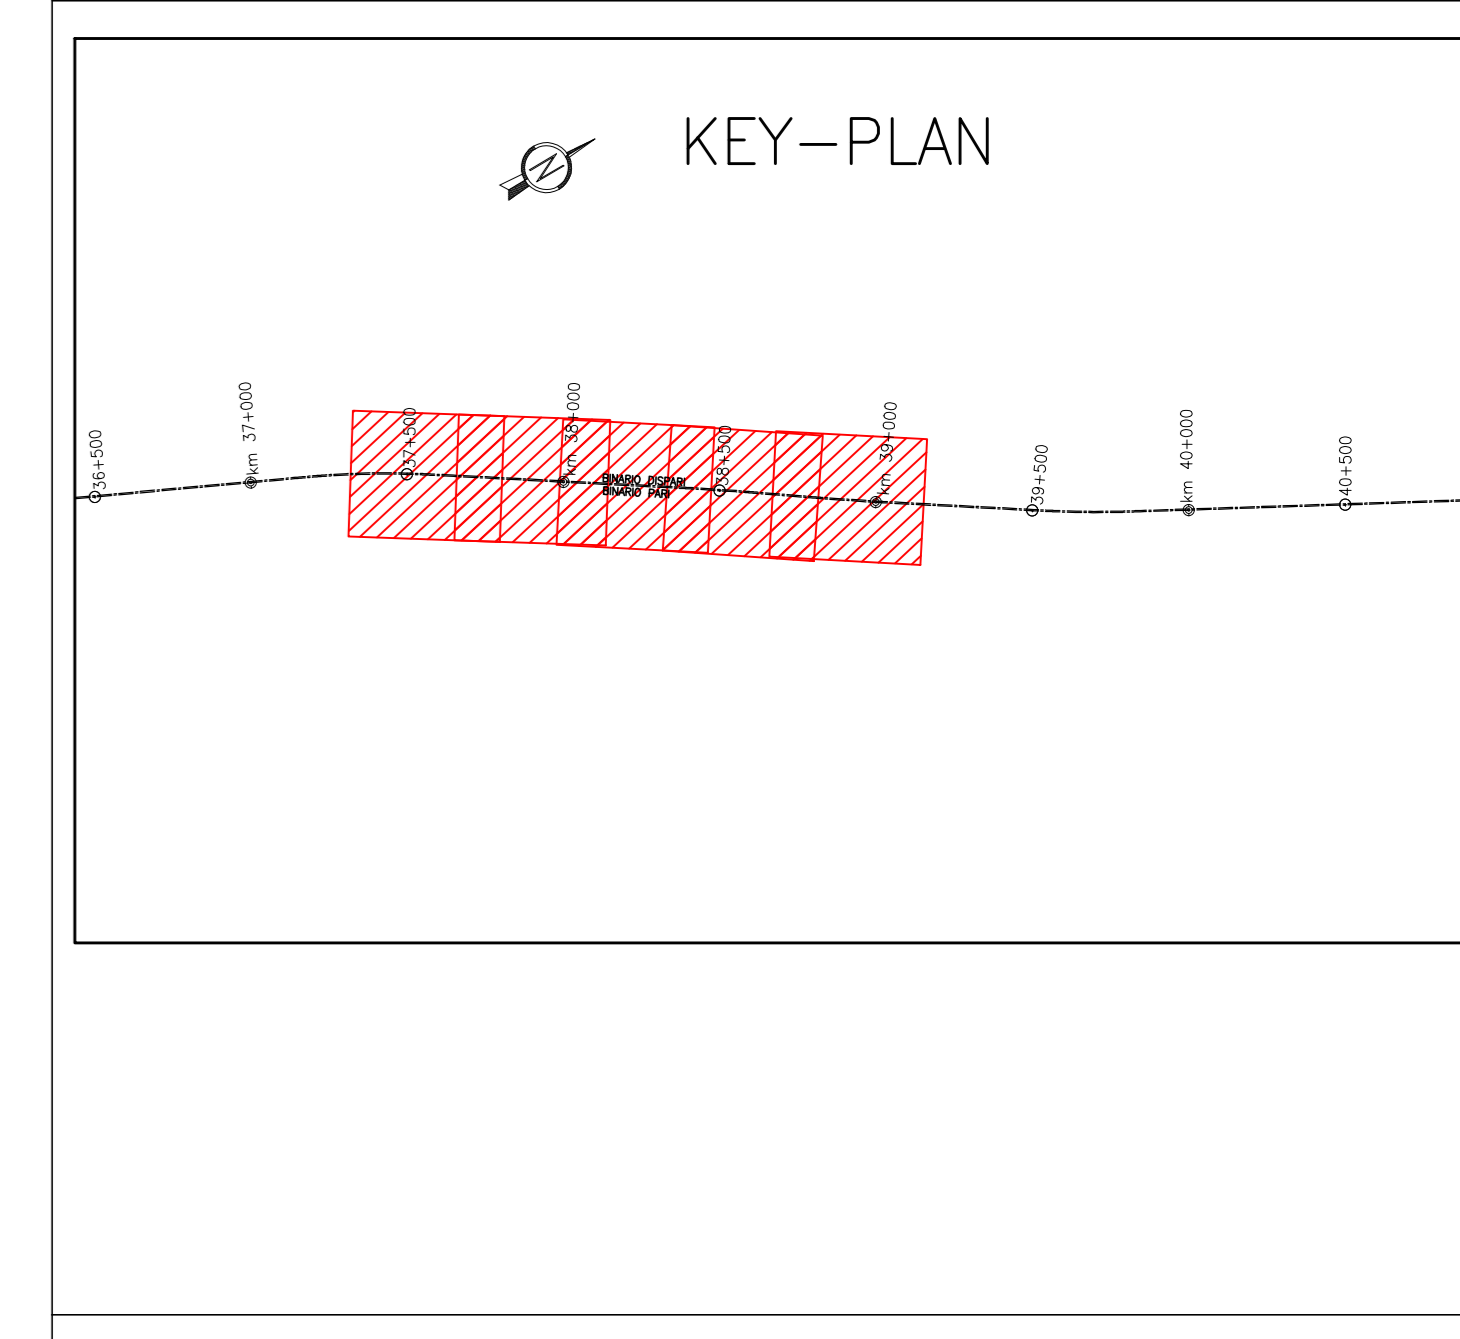 KEY-PLAN
N
36+500
km 37+000
37+500
km 38+000
BINARIO DISPARI
BINARIO PARI
38+500
km 39+000
39+500
km 40+000
40+500